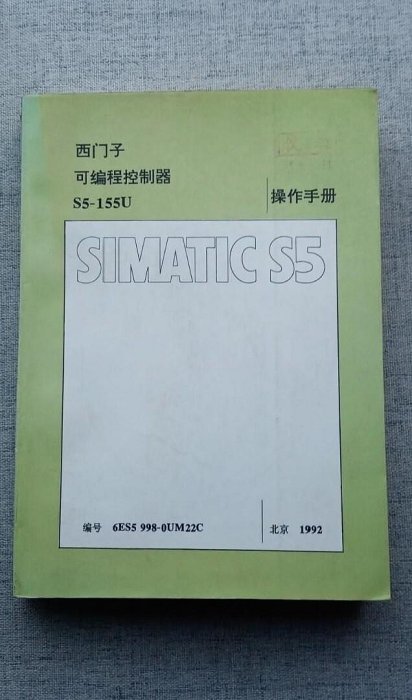 西门子
可编程控制器
S5-155U
操作手册
SIMATIC S5
编号 6ES5 998-0UM22C
北京 1992